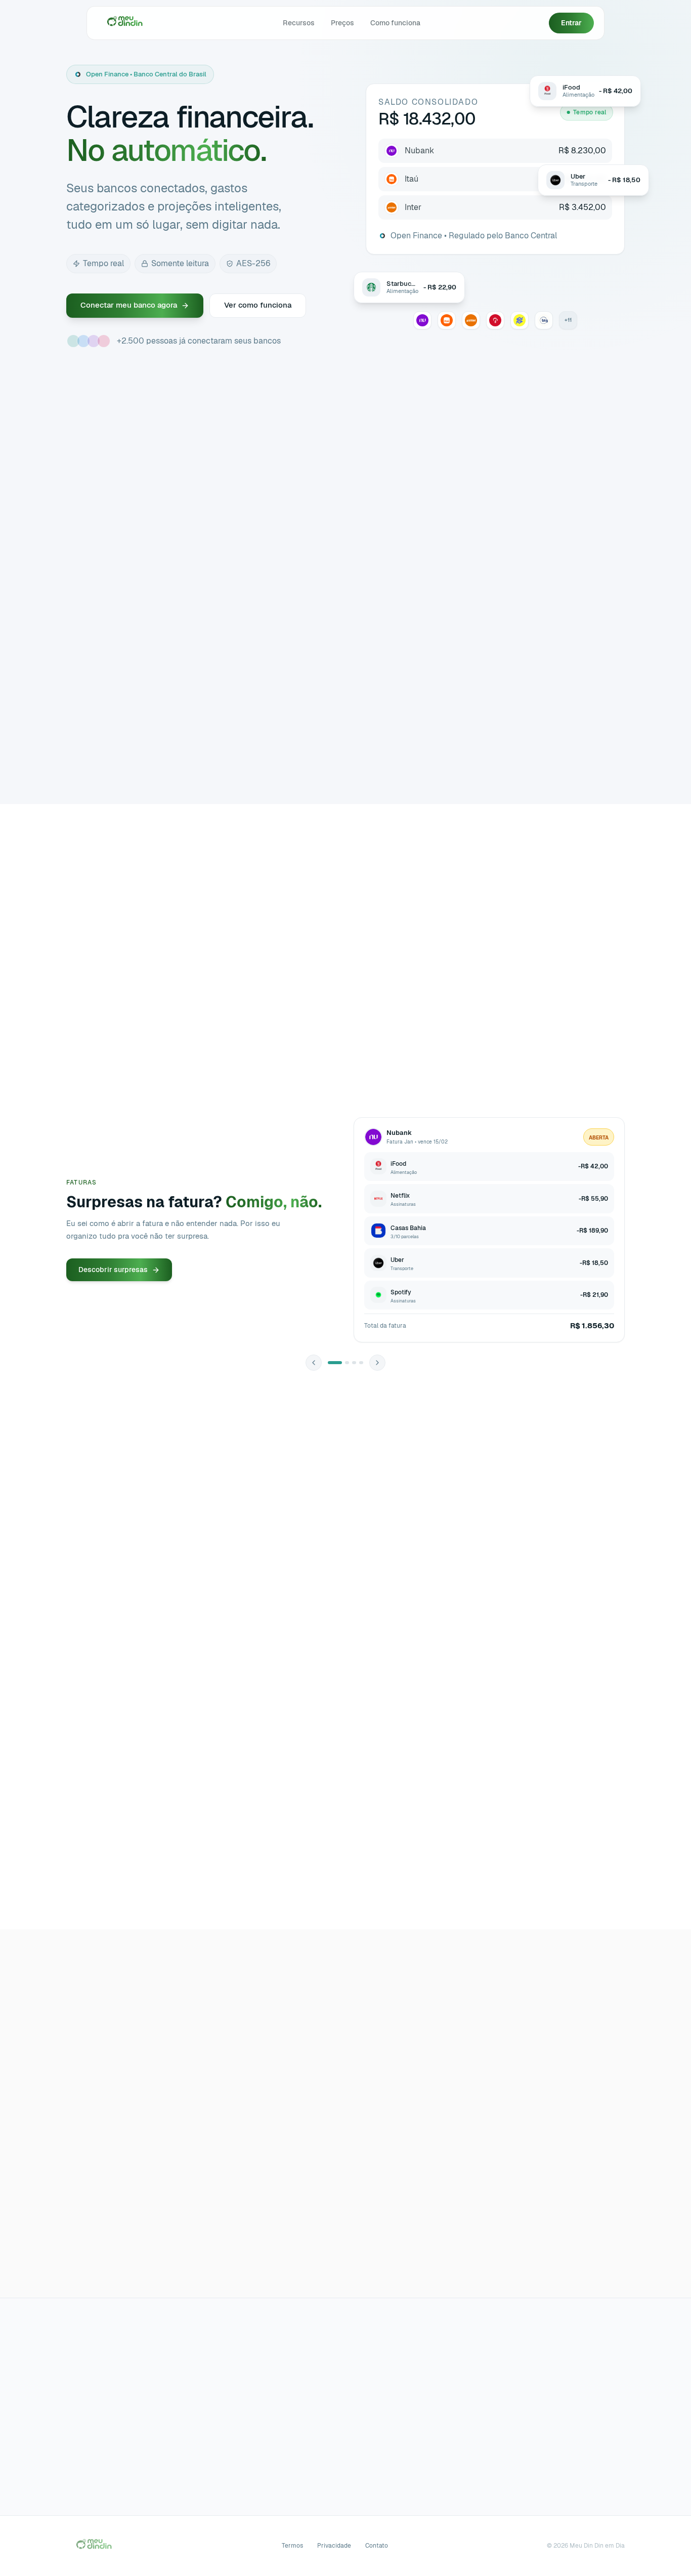 meu
dindin
Recursos
Preços
Como funciona
Entrar
Open Finance • Banco Central do Brasil
Clareza financeira.
No automático.
Seus bancos conectados, gastos
categorizados e projeções inteligentes,
tudo em um só lugar, sem digitar nada.
Tempo real
Somente leitura
AES-256
Conectar meu banco agora
Ver como funciona
+2.500 pessoas já conectaram seus bancos
iFood
Alimentação
- R$ 42,00
SALDO CONSOLIDADO
R$ 18.432,00
Tempo real
Nubank
R$ 8.230,00
Itaú
Uber
Transporte
- R$ 18,50
Inter
R$ 3.452,00
Open Finance • Regulado pelo Banco Central
Starbuc...
Alimentação
- R$ 22,90
+11
FATURAS
Surpresas na fatura? Comigo, não.
Eu sei como é abrir a fatura e não entender nada. Por isso eu
organizo tudo pra você não ter surpresa.
Descobrir surpresas
Nubank
Fatura Jan • vence 15/02
ABERTA
iFood
Alimentação
-R$ 42,00
Netflix
Assinaturas
-R$ 55,90
Casas Bahia
3/10 parcelas
-R$ 189,90
Uber
Transporte
-R$ 18,50
Spotify
Assinaturas
-R$ 21,90
Total da fatura
R$ 1.856,30
meu
dindin
Termos
Privacidade
Contato
© 2026 Meu Din Din em Dia